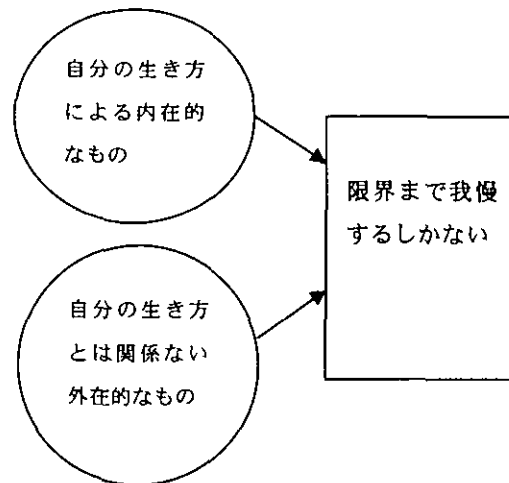 自分の生き方
による内在的
なもの
限界まで我慢
するしかない
自分の生き方
とは関係ない
外在的なもの